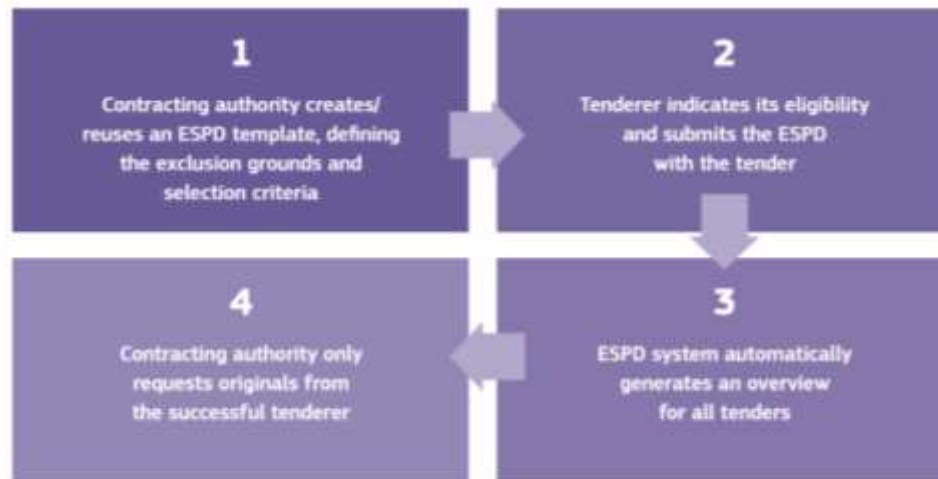 1
Contracting authority creates/
reuses an ESPD template, defining
the exclusion grounds and
selection criteria
2
Tenderer indicates its eligibility
and submits the ESPD
with the tender
3
ESPD system automatically
generates an overview
for all tenders
4
Contracting authority only
requests originals from
the successful tenderer